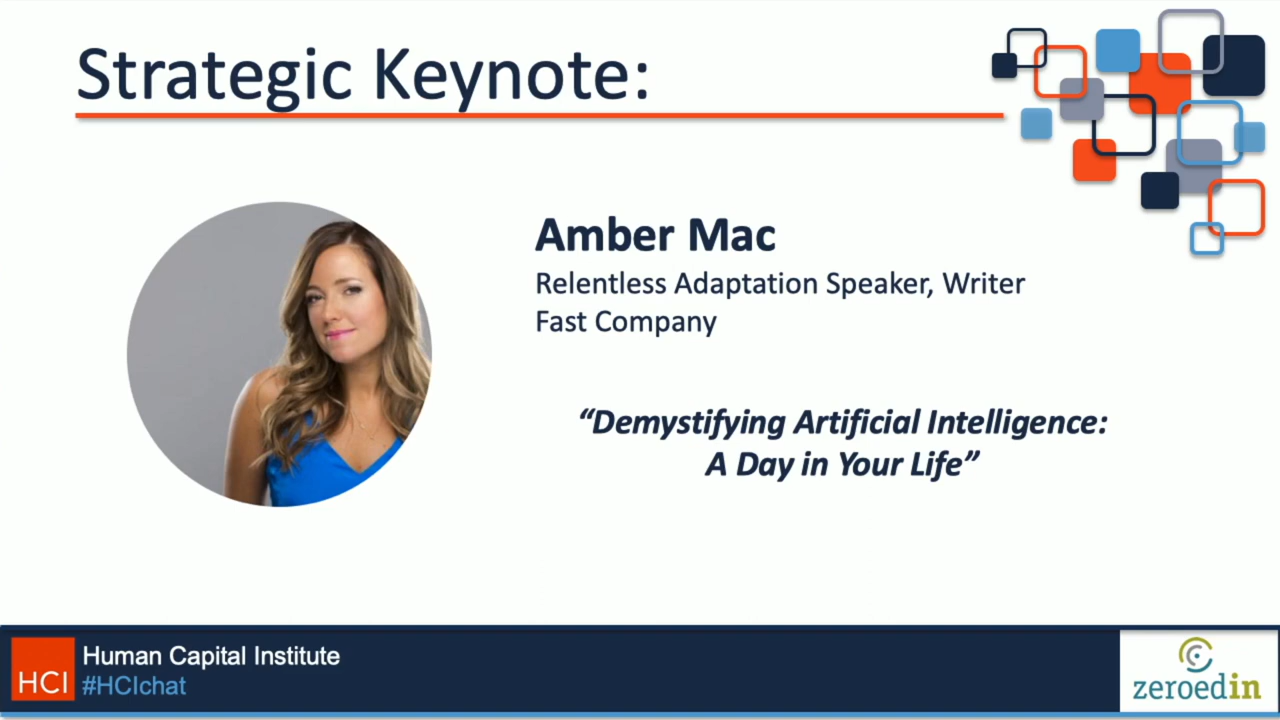 Strategic Keynote:
Amber Mac
Relentless Adaptation Speaker, Writer
Fast Company
“Demystifying Artificial Intelligence:
A Day in Your Life”
HCI
Human Capital Institute
#HCIchat
zeroedin